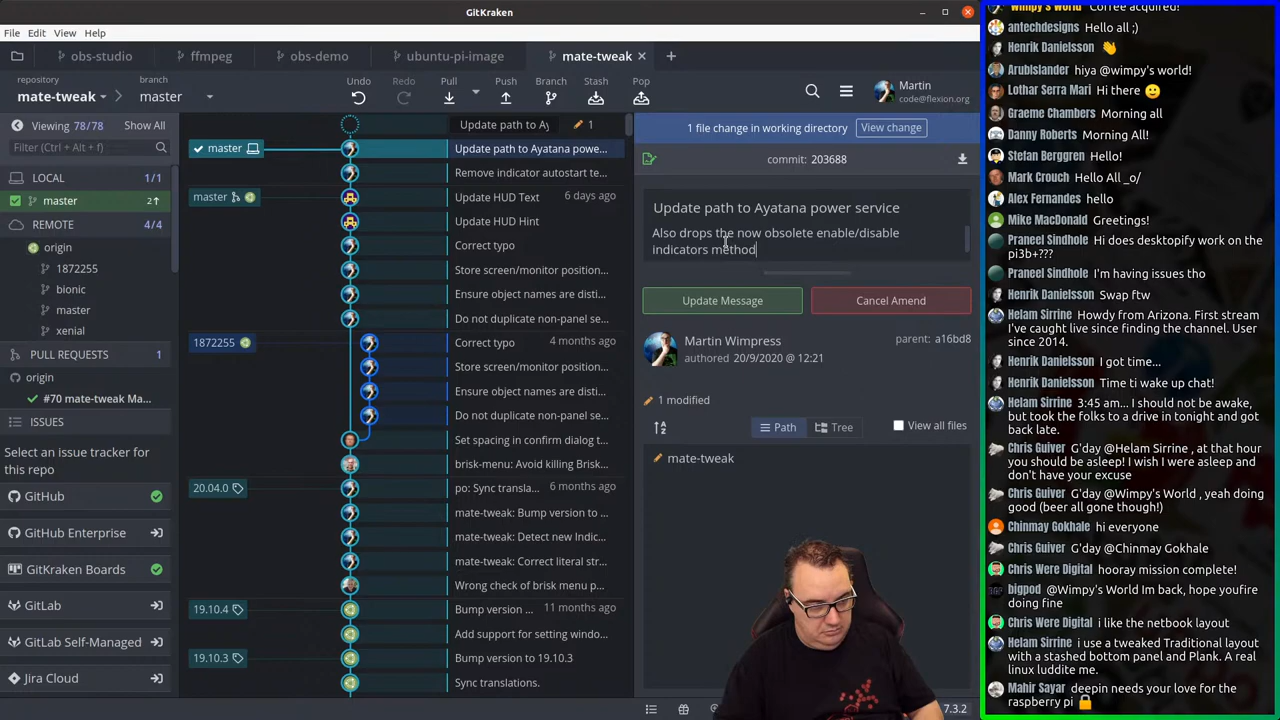 GitKraken
File Edit View Help
obs-studio
ffmpeg
obs-demo
ubuntu-pi-image
mate-tweak
repository
mate-tweak
branch
master
Undo
Redo
Pull
Push
Branch
Stash
Pop
Martin
code@flexion.org
Viewing 78/78 Show All
Filter (Ctrl + Alt + f)
LOCAL 1/1
master 2↑
REMOTE 4/4
origin
1872255
bionic
master
xenial
PULL REQUESTS 1
origin
#70 mate-tweak Ma...
ISSUES
Select an issue tracker for
this repo
GitHub
GitHub Enterprise
GitKraken Boards
GitLab
GitLab Self-Managed
Jira Cloud
Update path to Ay 1
master Update path to Ayatana powe...
Remove indicator autostart te...
master Update HUD Text 6 days ago
Update HUD Hint
Correct typo
Store screen/monitor position...
Ensure object names are disti...
Do not duplicate non-panel se...
1872255 Correct typo 4 months ago
Store screen/monitor position...
Ensure object names are disti...
Do not duplicate non-panel se...
Set spacing in confirm dialog t...
brisk-menu: Avoid killing Brisk...
20.04.0 po: Sync transla... 6 months ago
mate-tweak: Bump version to ...
mate-tweak: Detect new Indic...
mate-tweak: Correct literal str...
Wrong check of brisk menu p...
19.10.4 Bump version ... 11 months ago
Add support for setting windo...
19.10.3 Bump version to 19.10.3
Sync translations.
1 file change in working directory View change
commit: 203688
Update path to Ayatana power service
Also drops the now obsolete enable/disable
indicators method
Update Message
Cancel Amend
Martin Wimpress
authored 20/9/2020 @ 12:21
parent: a16bd8
1 modified
Path
Tree
View all files
mate-tweak
7.3.2
Wimpy's World Coffee acquired!
antechdesigns Hello all ;)
Henrik Danielsson 👋
ArubIslander hiya @wimpy's world!
Lothar Serra Mari Hi there 🙂
Graeme Chambers Morning all
Danny Roberts Morning All!
Stefan Berggren Hello!
Mark Crouch Hello All _o/
Alex Fernandes hello
Mike MacDonald Greetings!
Praneel Sindhole Hi does desktopify work on the
pi3b+???
Praneel Sindhole I'm having issues tho
Henrik Danielsson Swap ftw
Helam Sirrine Howdy from Arizona. First stream
I've caught live since finding the channel. User
since 2014.
Henrik Danielsson I got time...
Henrik Danielsson Time ti wake up chat!
Helam Sirrine 3:45 am... I should not be awake,
but took the folks to a drive in tonight and got
back late.
Chris Guiver G'day @Helam Sirrine , at that hour
you should be asleep! I wish I were asleep and
don't have your excuse
Chris Guiver G'day @Wimpy's World , yeah doing
good (beer all gone though!)
Chinmay Gokhale hi everyone
Chris Guiver G'day @Chinmay Gokhale
Chris Were Digital hooray mission complete!
bigpod @Wimpy's World Im back, hope youfire
doing fine
Chris Were Digital i like the netbook layout
Helam Sirrine i use a tweaked Traditional layout
with a stashed bottom panel and Plank. A real
linux luddite me.
Mahir Sayar deepin needs your love for the
raspberry pi 🔒